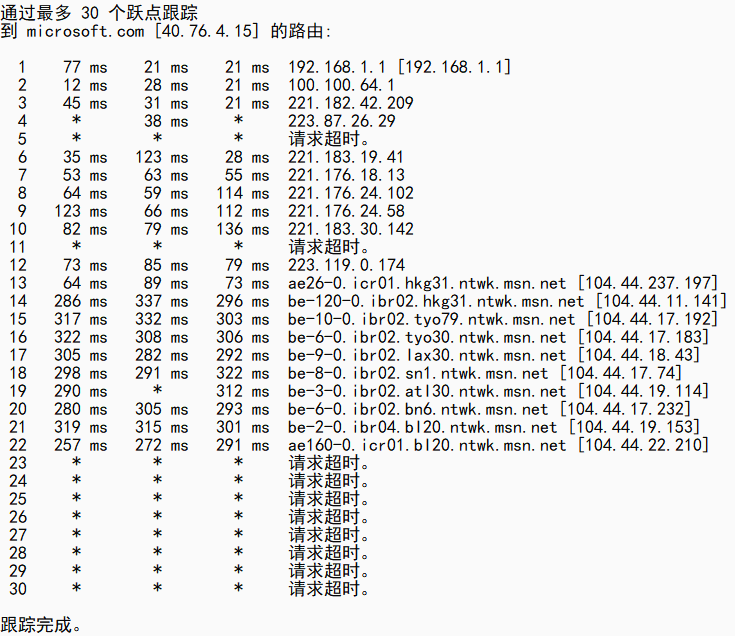 通过最多 30 个跃点跟踪
到 microsoft.com [40.76.4.15] 的路由:
1 77 ms 21 ms 21 ms 192.168.1.1 [192.168.1.1]
2 12 ms 28 ms 21 ms 100.100.64.1
3 45 ms 31 ms 21 ms 221.182.42.209
4 * 38 ms * 223.87.26.29
5 * * * 请求超时。
6 35 ms 123 ms 28 ms 221.183.19.41
7 53 ms 63 ms 55 ms 221.176.18.13
8 64 ms 59 ms 114 ms 221.176.24.102
9 123 ms 66 ms 112 ms 221.176.24.58
10 82 ms 79 ms 136 ms 221.183.30.142
11 * * * 请求超时。
12 73 ms 85 ms 79 ms 223.119.0.174
13 64 ms 89 ms 73 ms ae26-0.icr01.hkg31.ntwk.msn.net [104.44.237.197]
14 286 ms 337 ms 296 ms be-120-0.ibr02.hkg31.ntwk.msn.net [104.44.11.141]
15 317 ms 332 ms 303 ms be-10-0.ibr02.tyo79.ntwk.msn.net [104.44.17.192]
16 322 ms 308 ms 306 ms be-6-0.ibr02.tyo30.ntwk.msn.net [104.44.17.183]
17 305 ms 282 ms 292 ms be-9-0.ibr02.lax30.ntwk.msn.net [104.44.18.43]
18 298 ms 291 ms 322 ms be-8-0.ibr02.sn1.ntwk.msn.net [104.44.17.74]
19 290 ms * 312 ms be-3-0.ibr02.atl30.ntwk.msn.net [104.44.19.114]
20 280 ms 305 ms 293 ms be-6-0.ibr02.bn6.ntwk.msn.net [104.44.17.232]
21 319 ms 315 ms 301 ms be-2-0.ibr04.bl20.ntwk.msn.net [104.44.19.153]
22 257 ms 272 ms 291 ms ae160-0.icr01.bl20.ntwk.msn.net [104.44.22.210]
23 * * * 请求超时。
24 * * * 请求超时。
25 * * * 请求超时。
26 * * * 请求超时。
27 * * * 请求超时。
28 * * * 请求超时。
29 * * * 请求超时。
30 * * * 请求超时。
跟踪完成。